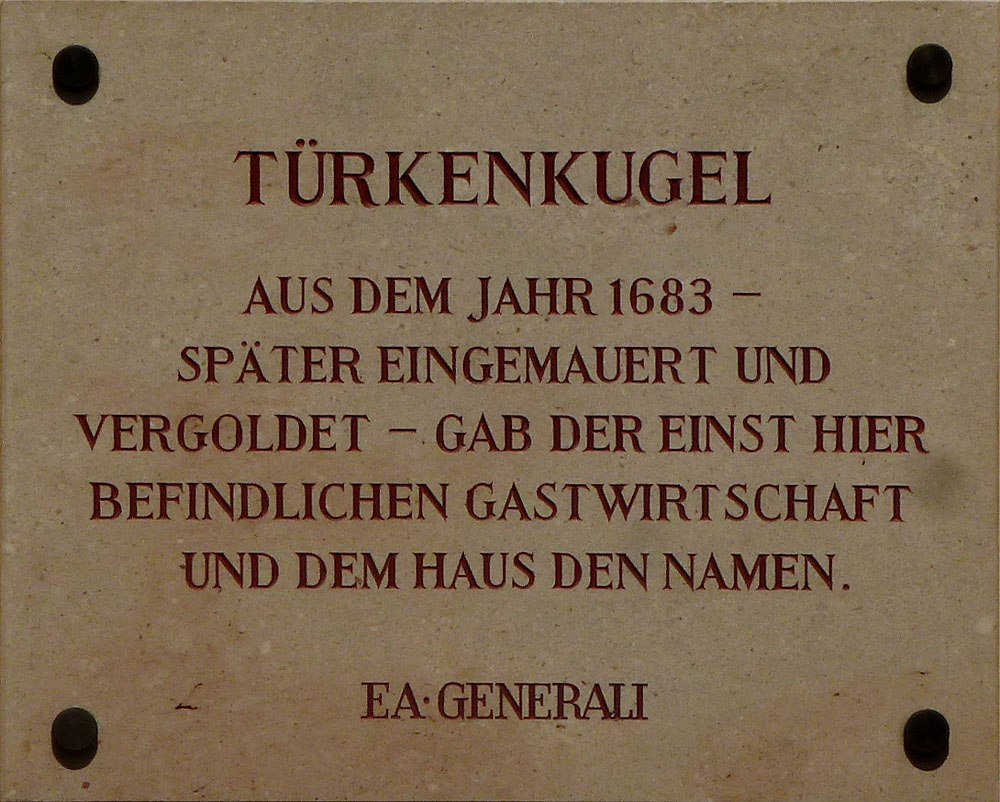 TÜRKENKUGEL
AUS DEM JAHR 1683 –
SPÄTER EINGEMAUERT UND
VERGOLDET – GAB DER EINST HIER
BEFINDLICHEN GASTWIRTSCHAFT
UND DEM HAUS DEN NAMEN.
EA·GENERALI